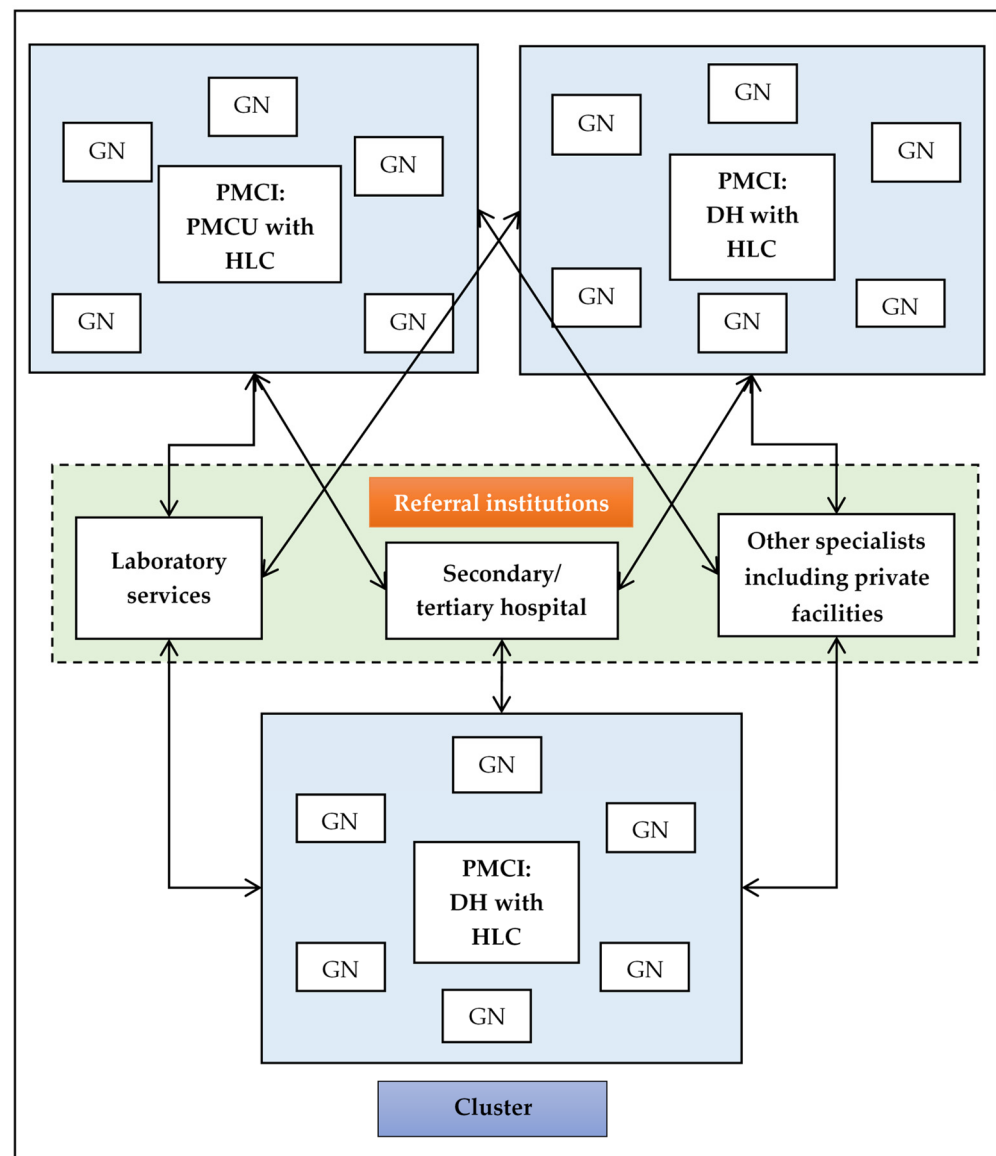 GN
GN
GN
PMCI:
PMCU with
HLC
GN
GN
GN
GN
GN
PMCI:
DH with
HLC
GN
GN
GN
Referral institutions
Laboratory
services
Secondary/
tertiary hospital
Other specialists
including private
facilities
GN
GN
GN
PMCI:
DH with
HLC
GN
GN
GN
Cluster